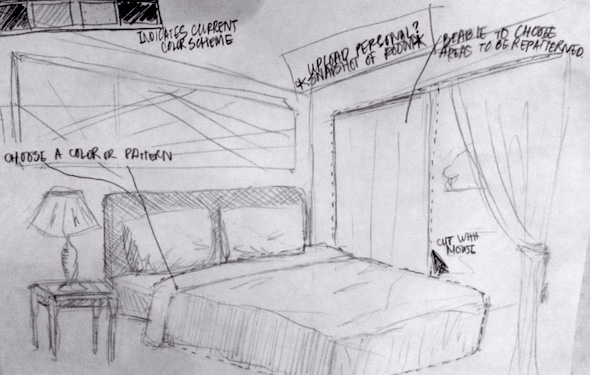 INDICATES CURRENT
COLOR SCHEME
UPLOAD PERSONAL?
*SNAPSHOT OF ROOM?*
BE ABLE TO CHOOSE
AREAS TO BE REPATTERNED.
CHOOSE A COLOR OR PATTERN
CUT WITH
MOUSE